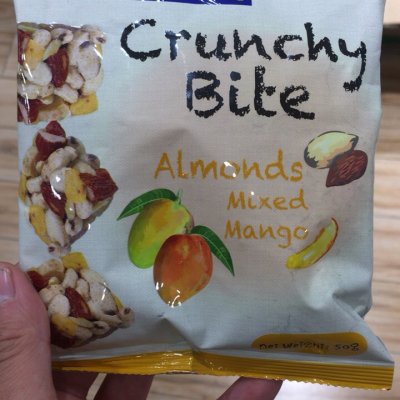 Crunchy
Bite
Almonds
Mixed
Mango
Net Weight: 50g